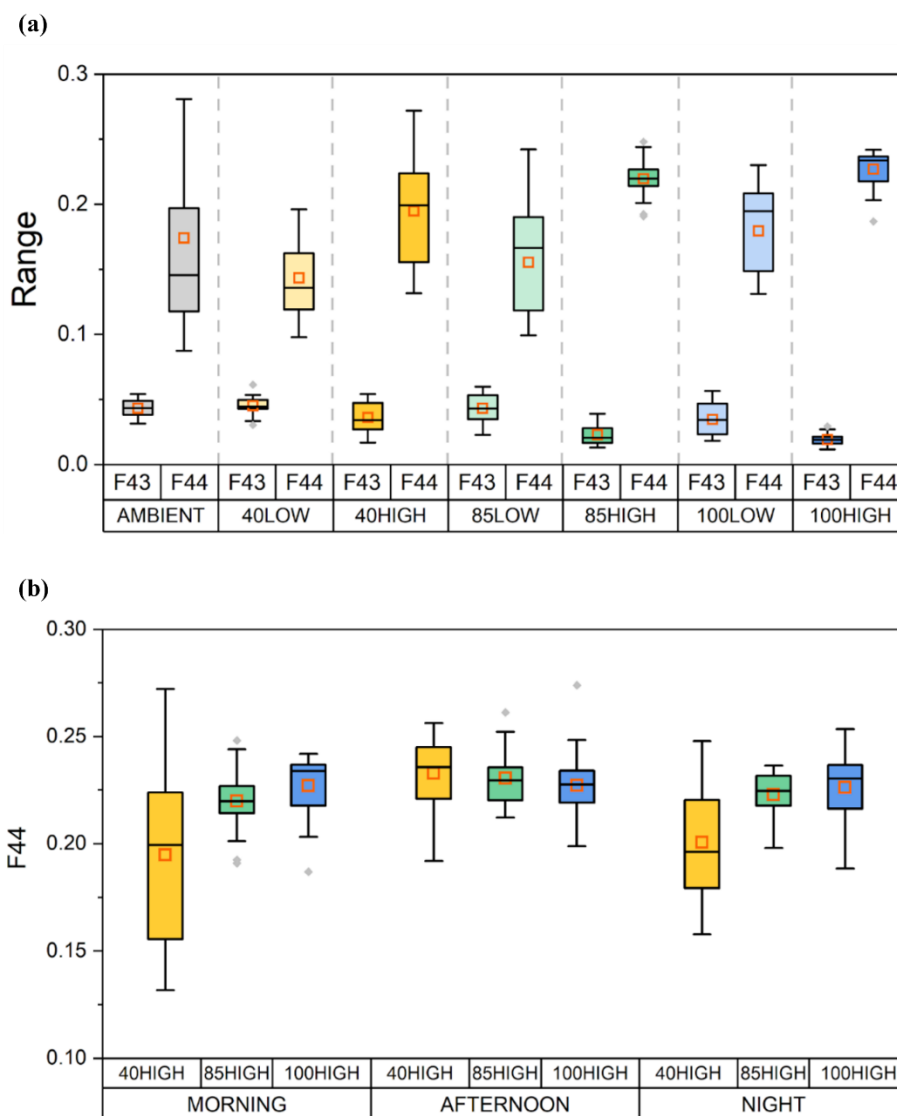 (a)
0.3
0.2
0.1
0.0
Range
F43 F44 F43 F44 F43 F44 F43 F44 F43 F44 F43 F44 F43 F44
AMBIENT 40LOW 40HIGH 85LOW 85HIGH 100LOW 100HIGH
(b)
0.30
0.25
0.20
0.15
0.10
F44
40HIGH 85HIGH 100HIGH 40HIGH 85HIGH 100HIGH 40HIGH 85HIGH 100HIGH
MORNING AFTERNOON NIGHT